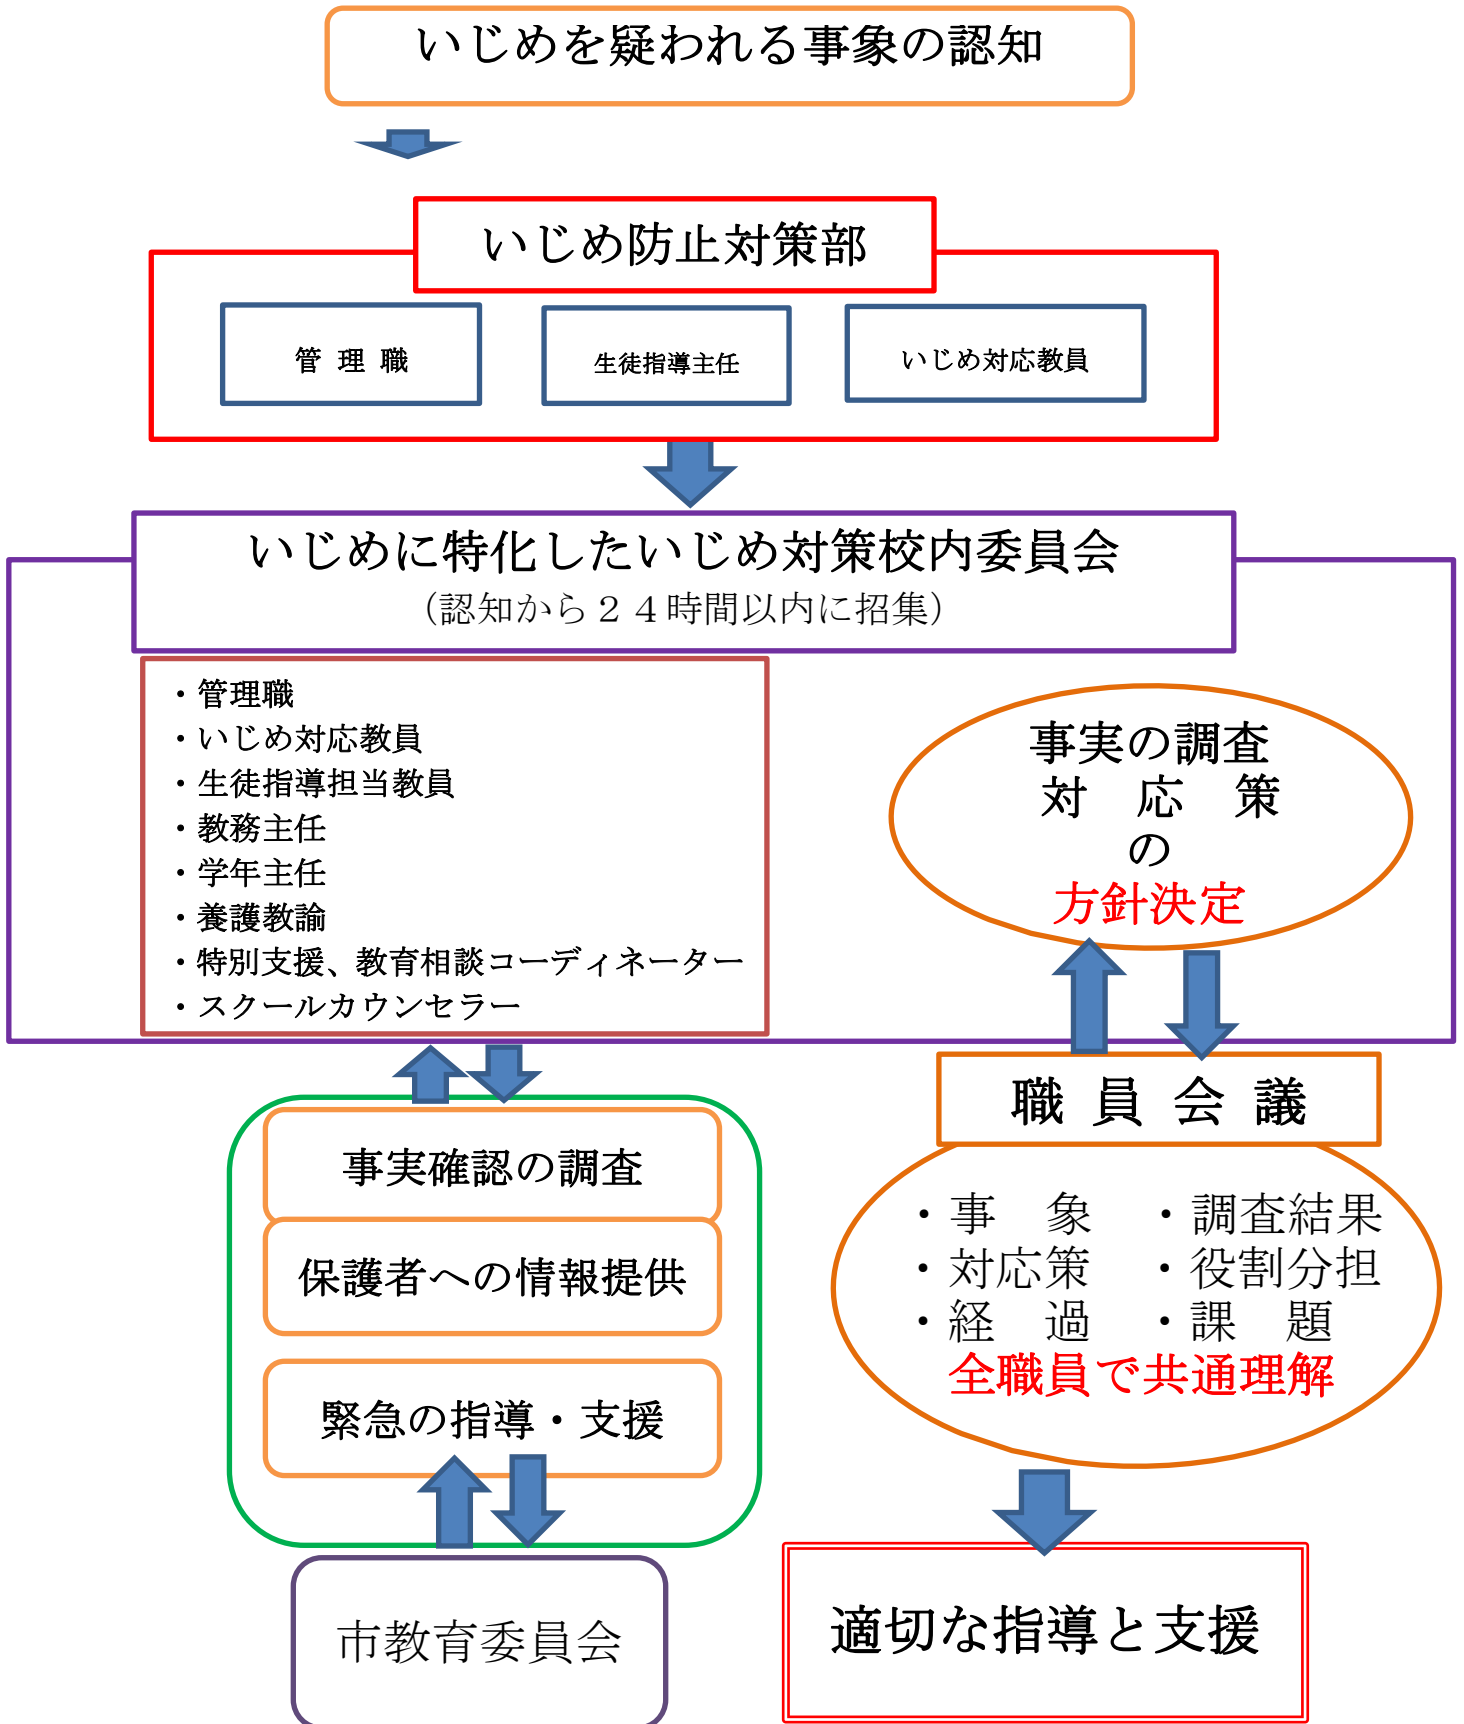 いじめを疑われる事象の認知
いじめ防止対策部
管 理 職
生徒指導主任
いじめ対応教員
いじめに特化したいじめ対策校内委員会
（認知から２４時間以内に招集）
・管理職
・いじめ対応教員
・生徒指導担当教員
・教務主任
・学年主任
・養護教諭
・特別支援、教育相談コーディネーター
・スクールカウンセラー
事実の調査
対　応　策
の
方針決定
事実確認の調査
保護者への情報提供
緊急の指導・支援
市教育委員会
職 員 会 議
・事　象　・調査結果
・対応策　・役割分担
・経　過　・課　題
全職員で共通理解
適切な指導と支援